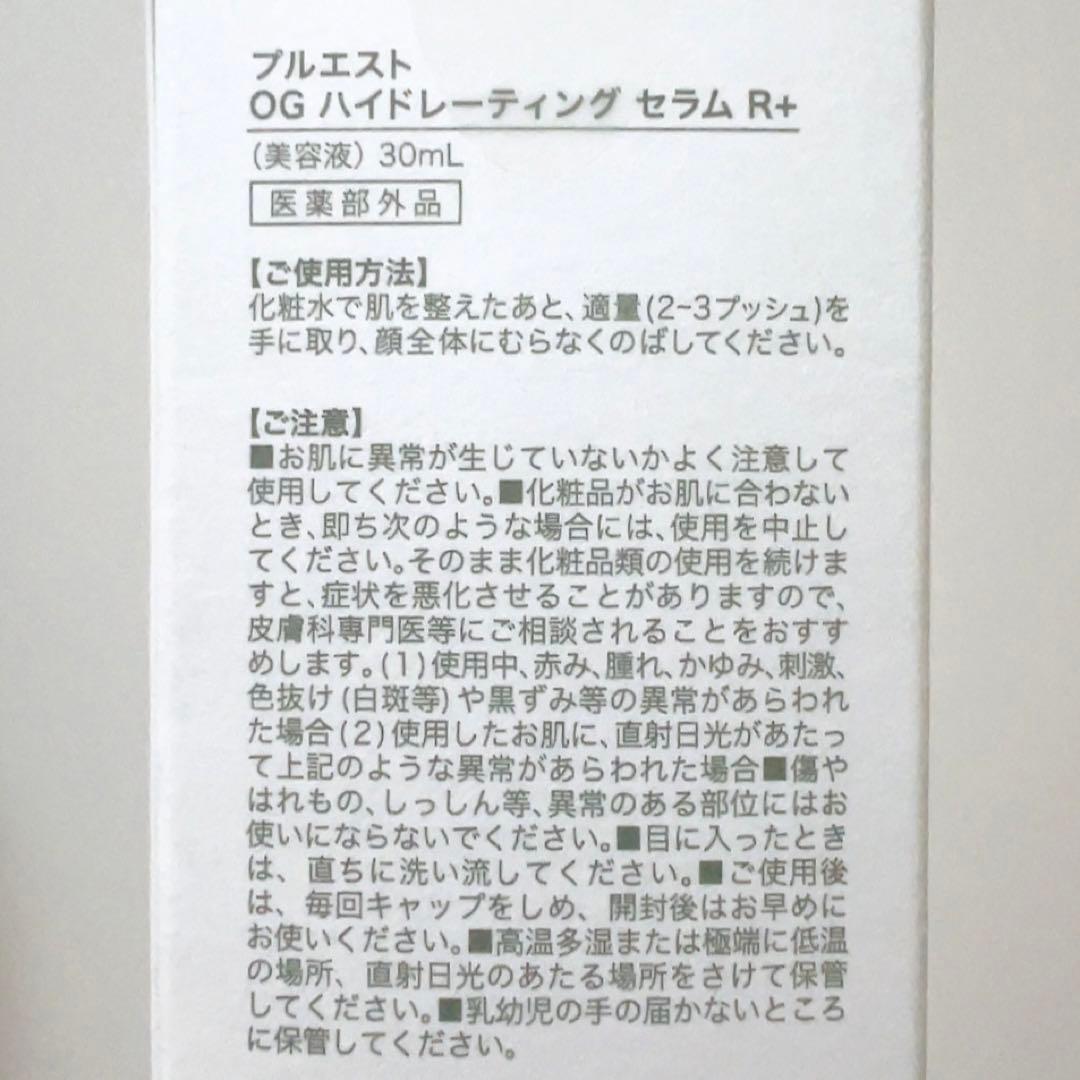 プルエスト
OG ハイドレーティング セラム R+
（美容液）30mL
医薬部外品
【ご使用方法】
化粧水で肌を整えたあと、適量(2~3プッシュ)を
手に取り、顔全体にむらなくのばしてください。
【ご注意】
■お肌に異常が生じていないかよく注意して
使用してください。■化粧品がお肌に合わない
とき、即ち次のような場合には、使用を中止し
てください。そのまま化粧品類の使用を続けま
すと、症状を悪化させることがありますので、
皮膚科専門医等にご相談されることをおすす
めします。(1)使用中、赤み、腫れ、かゆみ、刺激、
色抜け(白斑等)や黒ずみ等の異常があらわれ
た場合(2)使用したお肌に、直射日光があたっ
て上記のような異常があらわれた場合■傷や
はれもの、しっしん等、異常のある部位にはお
使いにならないでください。■目に入ったとき
は、直ちに洗い流してください。■ご使用後
は、毎回キャップをしめ、開封後はお早めに
お使いください。■高温多湿または極端に低温
の場所、直射日光のあたる場所をさけて保管
してください。■乳幼児の手の届かないところ
に保管してください。